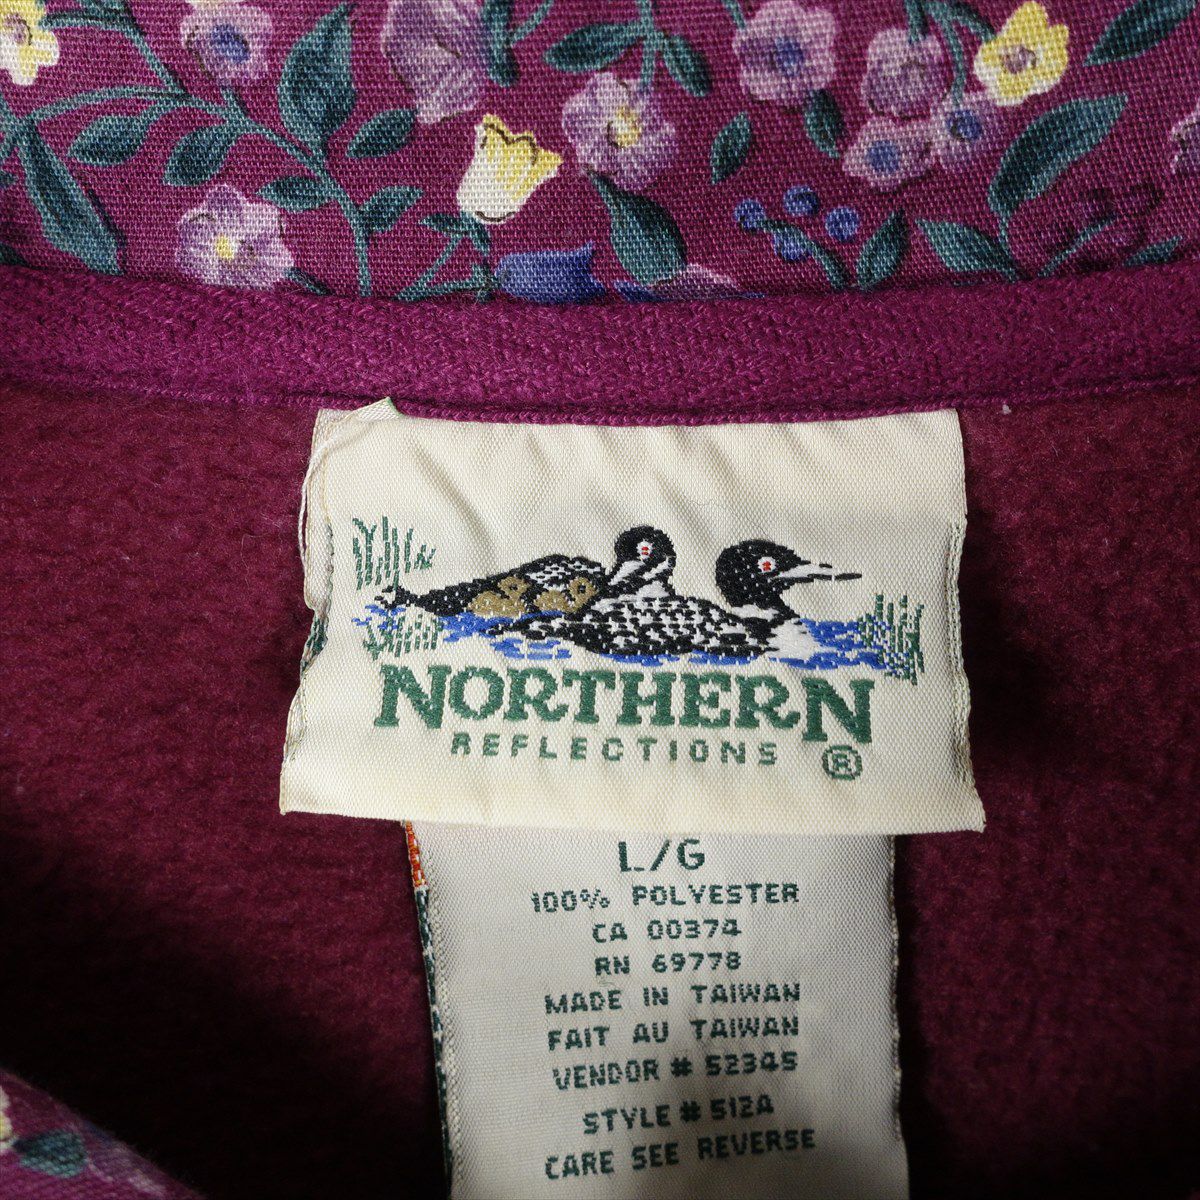 NORTHERN
REFLECTIONS ®
L/G
100% POLYESTER
CA 00374
RN 69778
MADE IN TAIWAN
FAIT AU TAIWAN
VENDOR # 52345
STYLE # 512A
CARE SEE REVERSE